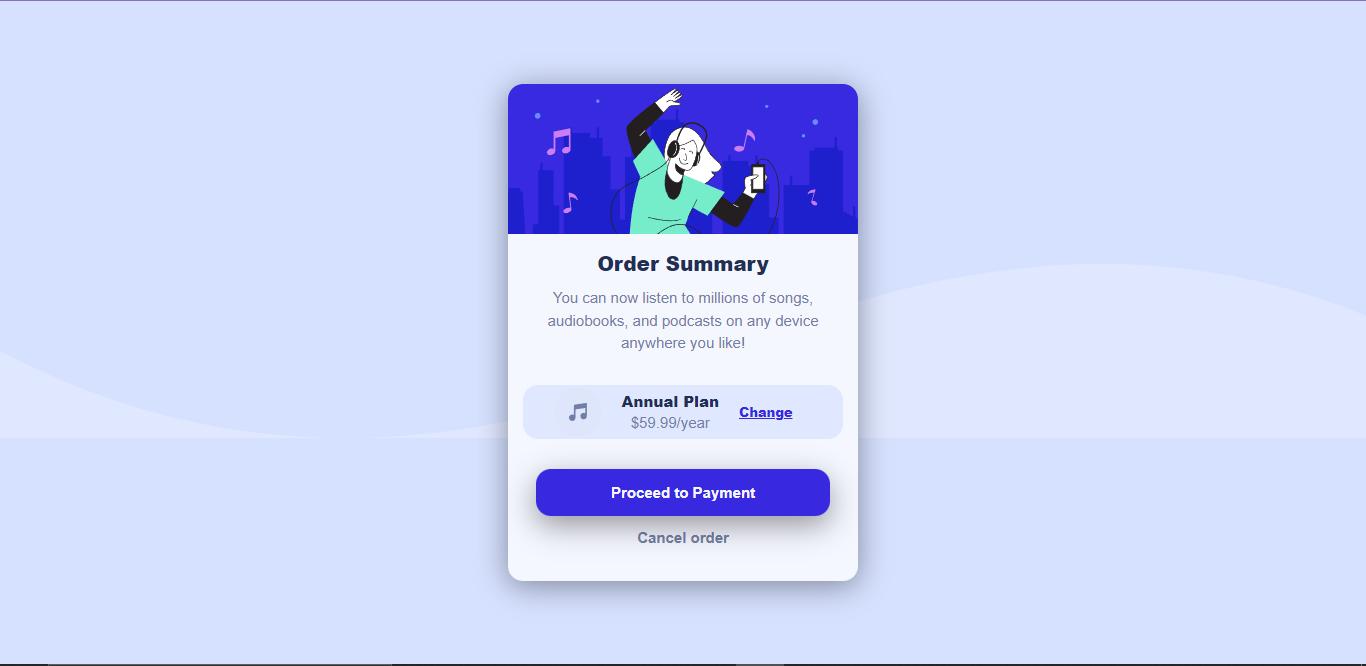 Order Summary
You can now listen to millions of songs,
audiobooks, and podcasts on any device
anywhere you like!
Annual Plan
$59.99/year
Change
Proceed to Payment
Cancel order